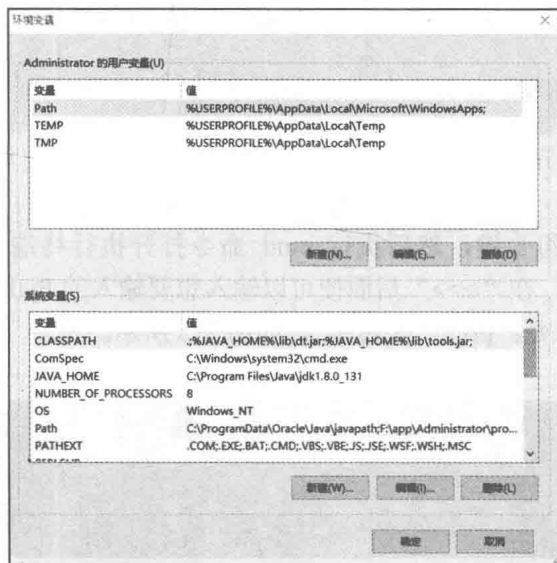 环境变量
Administrator 的用户变量(U)
变量 值
Path %USERPROFILE%\AppData\Local\Microsoft\WindowsApps;
TEMP %USERPROFILE%\AppData\Local\Temp
TMP %USERPROFILE%\AppData\Local\Temp
新建(N)... 编辑(E)... 删除(D)
系统变量(S)
变量 值
CLASSPATH .;%JAVA_HOME%\lib\dt.jar;%JAVA_HOME%\lib\tools.jar;
ComSpec C:\Windows\system32\cmd.exe
JAVA_HOME C:\Program Files\Java\jdk1.8.0_131
NUMBER_OF_PROCESSORS 8
OS Windows_NT
Path C:\ProgramData\Oracle\Java\javapath;F:\app\Administrator\pro...
PATHEXT .COM;.EXE;.BAT;.CMD;.VBS;.VBE;.JS;.JSE;.WSF;.WSH;.MSC
新建(W)... 编辑(I)... 删除(L)
确定 取消